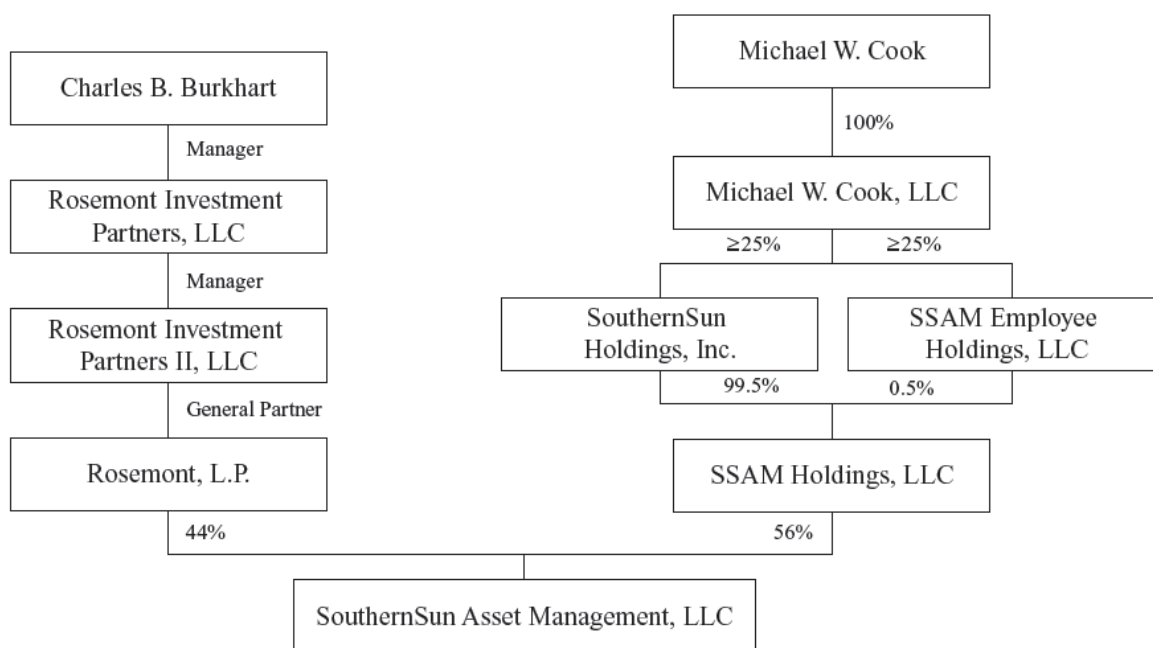 Charles B. Burkhart
Manager
Rosemont Investment
Partners, LLC
Manager
Rosemont Investment
Partners II, LLC
General Partner
Rosemont, L.P.
44%
Michael W. Cook
100%
Michael W. Cook, LLC
≥25%
≥25%
SouthernSun
Holdings, Inc.
SSAM Employee
Holdings, LLC
99.5%
0.5%
SSAM Holdings, LLC
56%
SouthernSun Asset Management, LLC